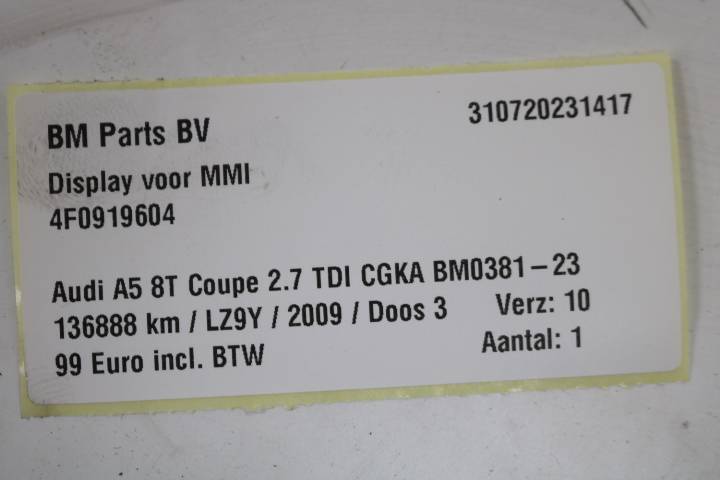 BM Parts BV
310720231417
Display voor MMI
4F0919604
Audi A5 8T Coupe 2.7 TDI CGKA BM0381-23
136888 km / LZ9Y / 2009 / Doos 3 Verz: 10
99 Euro incl. BTW Aantal: 1